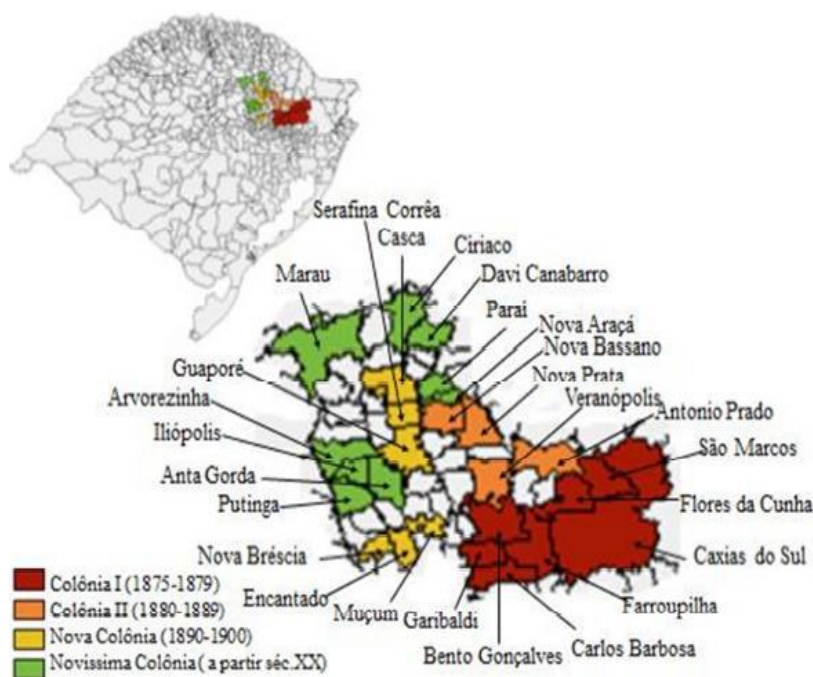 Serafina Corrêa
Casca
Ciriaco
Marau
Davi Canabarro
Parai
Nova Araçá
Guaporé
Nova Bassano
Arvorezinha
Nova Prata
Veranópolis
Iliópolis
Antonio Prado
São Marcos
Anta Gorda
Putinga
Flores da Cunha
Nova Bréscia
Caxias do Sul
Encantado
Farroupilha
Muçum
Garibaldi
Carlos Barbosa
Bento Gonçalves
Colônia I (1875-1879)
Colônia II (1880-1889)
Nova Colônia (1890-1900)
Novissima Colônia ( a partir séc.XX)